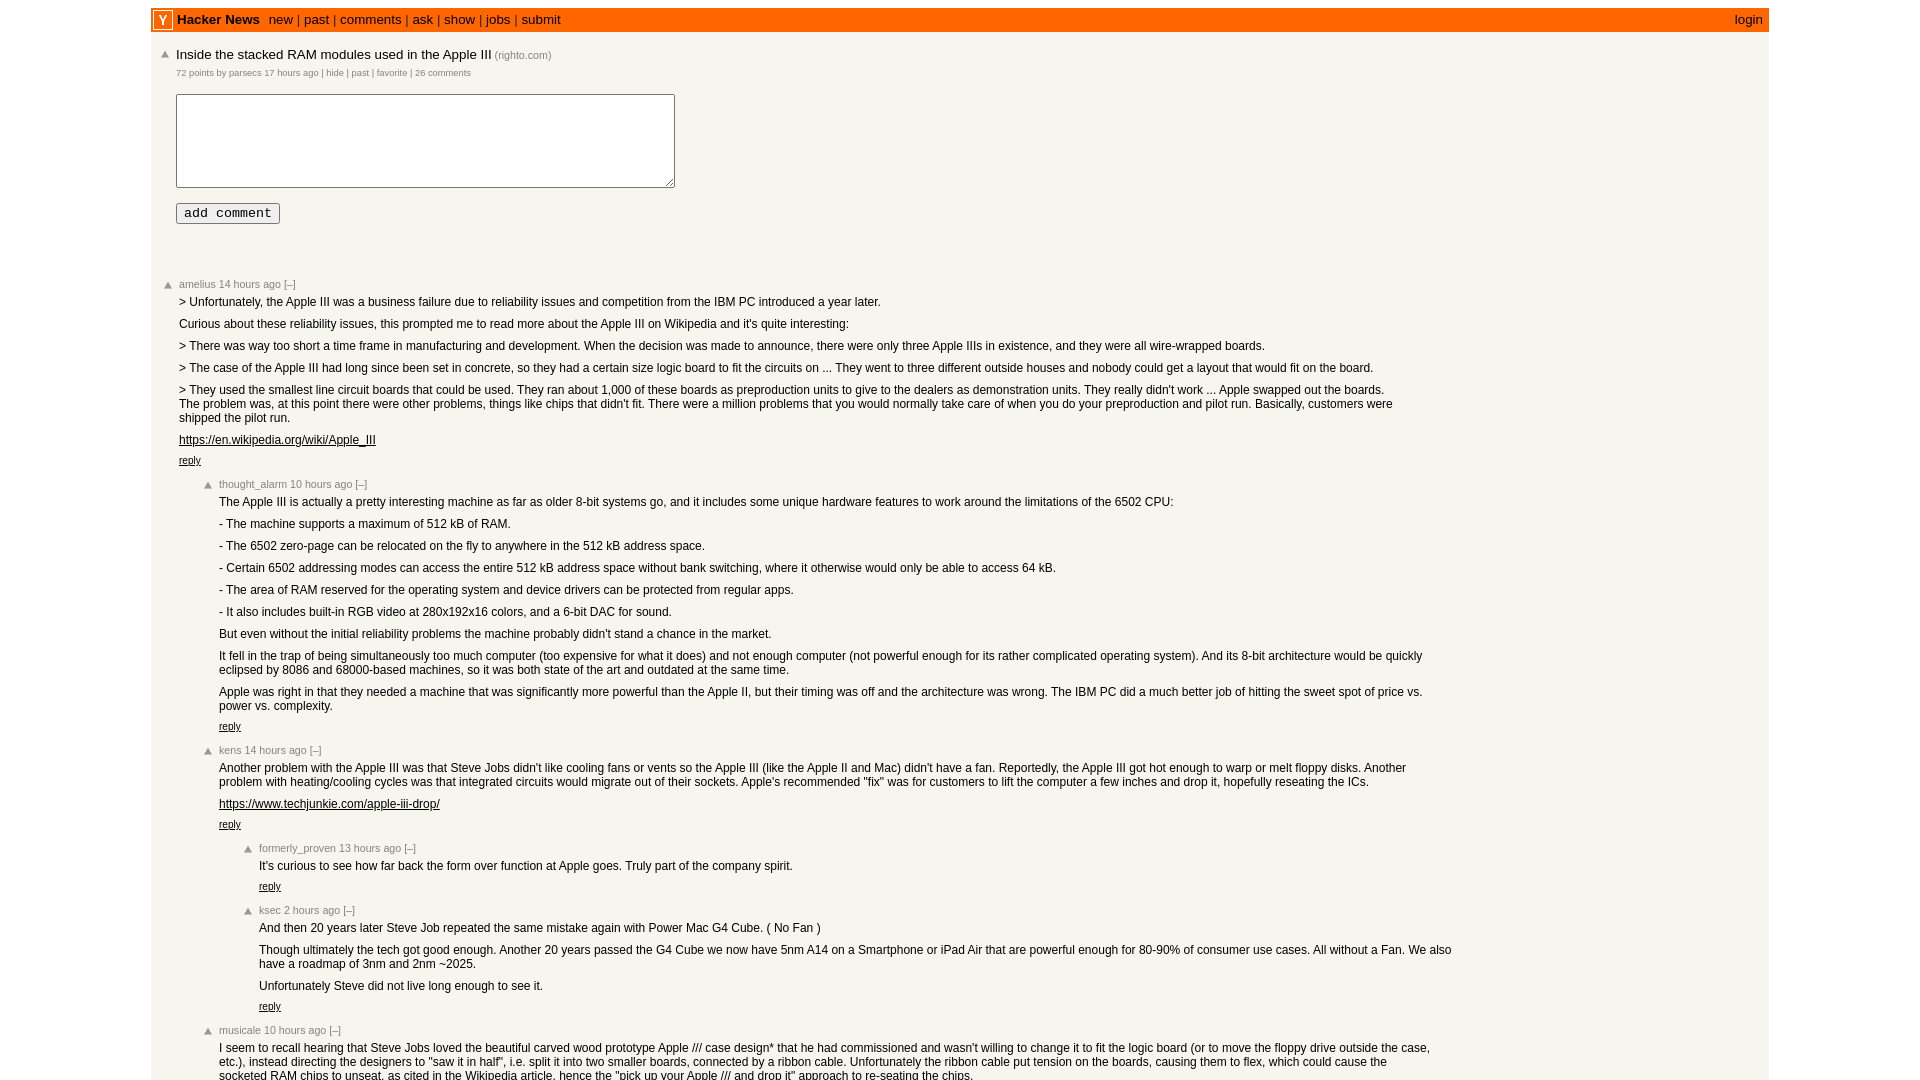 Y Hacker News new | past | comments | ask | show | jobs | submit login
Inside the stacked RAM modules used in the Apple III (righto.com)
72 points by parsecs 17 hours ago | hide | past | favorite | 26 comments
add comment
amelius 14 hours ago [–]
> Unfortunately, the Apple III was a business failure due to reliability issues and competition from the IBM PC introduced a year later.
Curious about these reliability issues, this prompted me to read more about the Apple III on Wikipedia and it's quite interesting:
> There was way too short a time frame in manufacturing and development. When the decision was made to announce, there were only three Apple IIIs in existence, and they were all wire-wrapped boards.
> The case of the Apple III had long since been set in concrete, so they had a certain size logic board to fit the circuits on ... They went to three different outside houses and nobody could get a layout that would fit on the board.
> They used the smallest line circuit boards that could be used. They ran about 1,000 of these boards as preproduction units to give to the dealers as demonstration units. They really didn't work ... Apple swapped out the boards.
The problem was, at this point there were other problems, things like chips that didn't fit. There were a million problems that you would normally take care of when you do your preproduction and pilot run. Basically, customers were
shipped the pilot run.
https://en.wikipedia.org/wiki/Apple_III
reply
thought_alarm 10 hours ago [–]
The Apple III is actually a pretty interesting machine as far as older 8-bit systems go, and it includes some unique hardware features to work around the limitations of the 6502 CPU:
- The machine supports a maximum of 512 kB of RAM.
- The 6502 zero-page can be relocated on the fly to anywhere in the 512 kB address space.
- Certain 6502 addressing modes can access the entire 512 kB address space without bank switching, where it otherwise would only be able to access 64 kB.
- The area of RAM reserved for the operating system and device drivers can be protected from regular apps.
- It also includes built-in RGB video at 280x192x16 colors, and a 6-bit DAC for sound.
But even without the initial reliability problems the machine probably didn't stand a chance in the market.
It fell in the trap of being simultaneously too much computer (too expensive for what it does) and not enough computer (not powerful enough for its rather complicated operating system). And its 8-bit architecture would be quickly
eclipsed by 8086 and 68000-based machines, so it was both state of the art and outdated at the same time.
Apple was right in that they needed a machine that was significantly more powerful than the Apple II, but their timing was off and the architecture was wrong. The IBM PC did a much better job of hitting the sweet spot of price vs.
power vs. complexity.
reply
kens 14 hours ago [–]
Another problem with the Apple III was that Steve Jobs didn't like cooling fans or vents so the Apple III (like the Apple II and Mac) didn't have a fan. Reportedly, the Apple III got hot enough to warp or melt floppy disks. Another
problem with heating/cooling cycles was that integrated circuits would migrate out of their sockets. Apple's recommended "fix" was for customers to lift the computer a few inches and drop it, hopefully reseating the ICs.
https://www.techjunkie.com/apple-iii-drop/
reply
formerly_proven 13 hours ago [–]
It's curious to see how far back the form over function at Apple goes. Truly part of the company spirit.
reply
ksec 2 hours ago [–]
And then 20 years later Steve Job repeated the same mistake again with Power Mac G4 Cube. ( No Fan )
Though ultimately the tech got good enough. Another 20 years passed the G4 Cube we now have 5nm A14 on a Smartphone or iPad Air that are powerful enough for 80-90% of consumer use cases. All without a Fan. We also
have a roadmap of 3nm and 2nm ~2025.
Unfortunately Steve did not live long enough to see it.
reply
musicale 10 hours ago [–]
I seem to recall hearing that Steve Jobs loved the beautiful carved wood prototype Apple /// case design* that he had commissioned and wasn't willing to change it to fit the logic board (or to move the floppy drive outside the case,
etc.), instead directing the designers to "saw it in half", i.e. split it into two smaller boards, connected by a ribbon cable. Unfortunately the ribbon cable put tension on the boards, causing them to flex, which could cause the
socketed RAM chips to unseat, as cited in the Wikipedia article, hence the "pick up your Apple /// and drop it" approach to re-seating the chips.